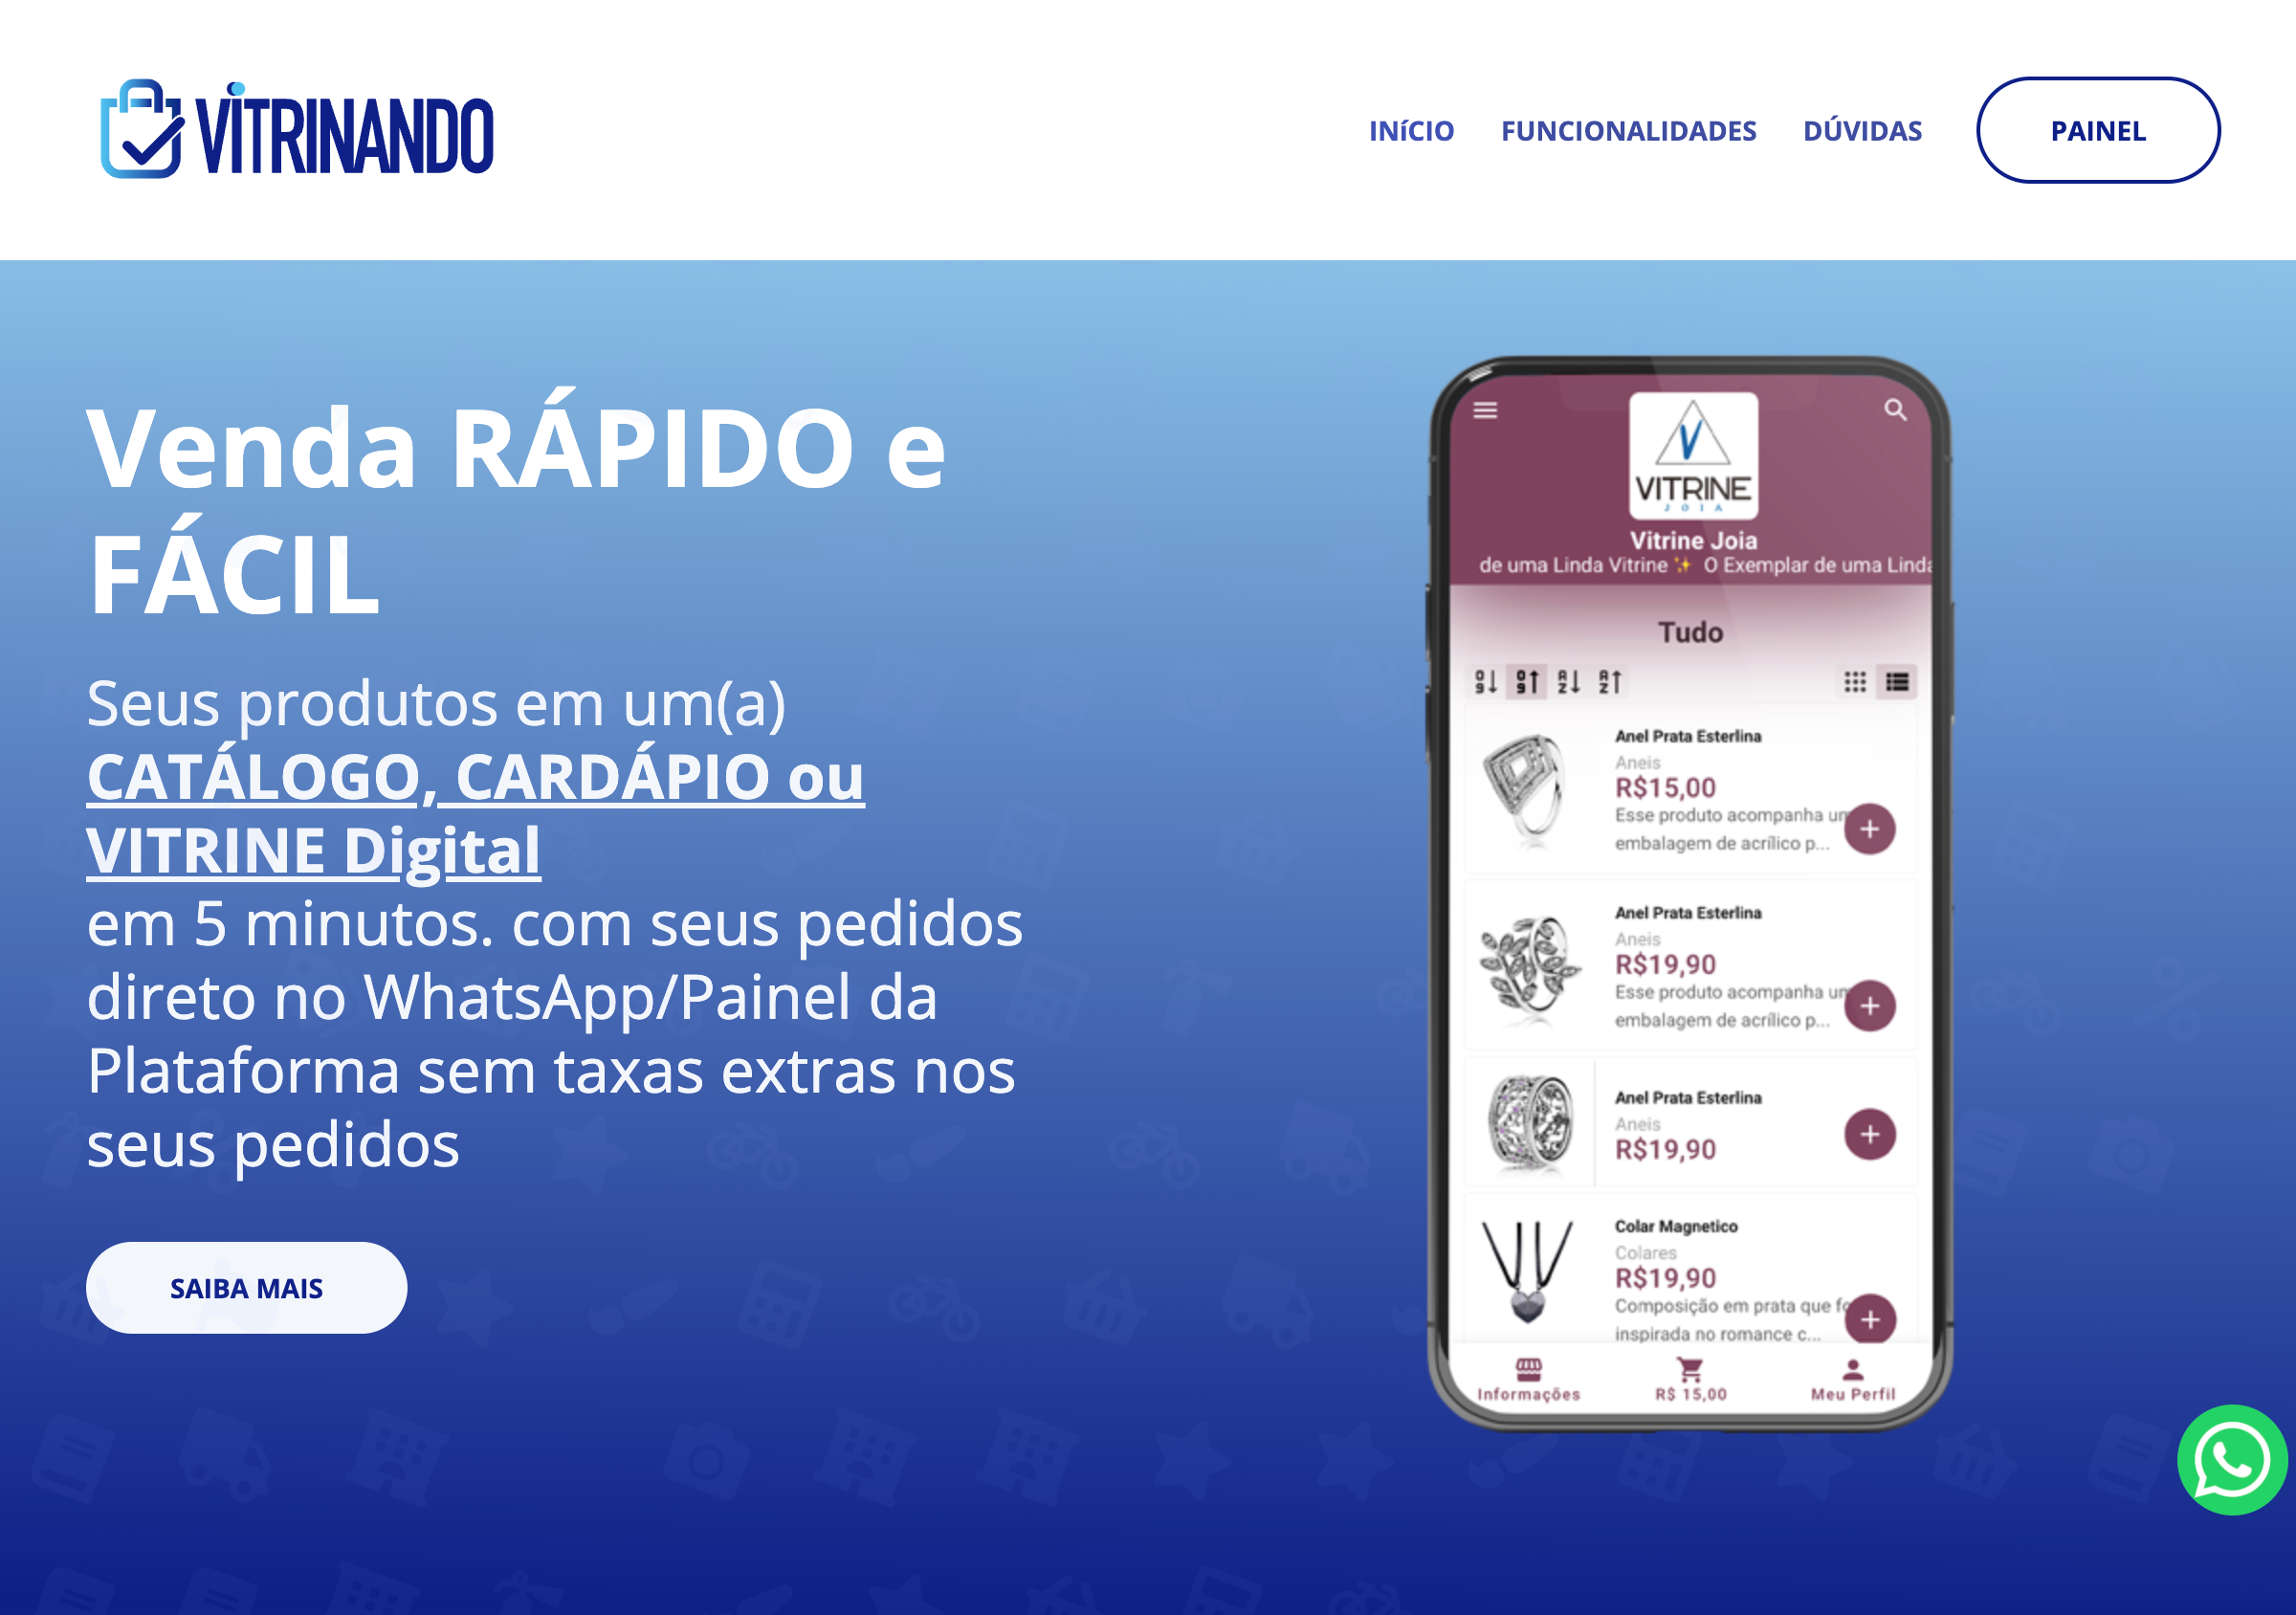 VITRINANDO
INíCIO FUNCIONALIDADES DÚVIDAS PAINEL
Venda RÁPIDO e
FÁCIL
Seus produtos em um(a)
CATÁLOGO, CARDÁPIO ou
VITRINE Digital
em 5 minutos. com seus pedidos
direto no WhatsApp/Painel da
Plataforma sem taxas extras nos
seus pedidos
SAIBA MAIS
V
VITRINE
JOIA
Vitrine Joia
de uma Linda Vitrine ✨ O Exemplar de uma Linda
Tudo
Anel Prata Esterlina
Aneis
R$15,00
Esse produto acompanha um
embalagem de acrílico p...
Anel Prata Esterlina
Aneis
R$19,90
Esse produto acompanha um
embalagem de acrílico p...
Anel Prata Esterlina
Aneis
R$19,90
Colar Magnetico
Colares
R$19,90
Composição em prata que fo
inspirada no romance c...
Informações R$ 15,00 Meu Perfil